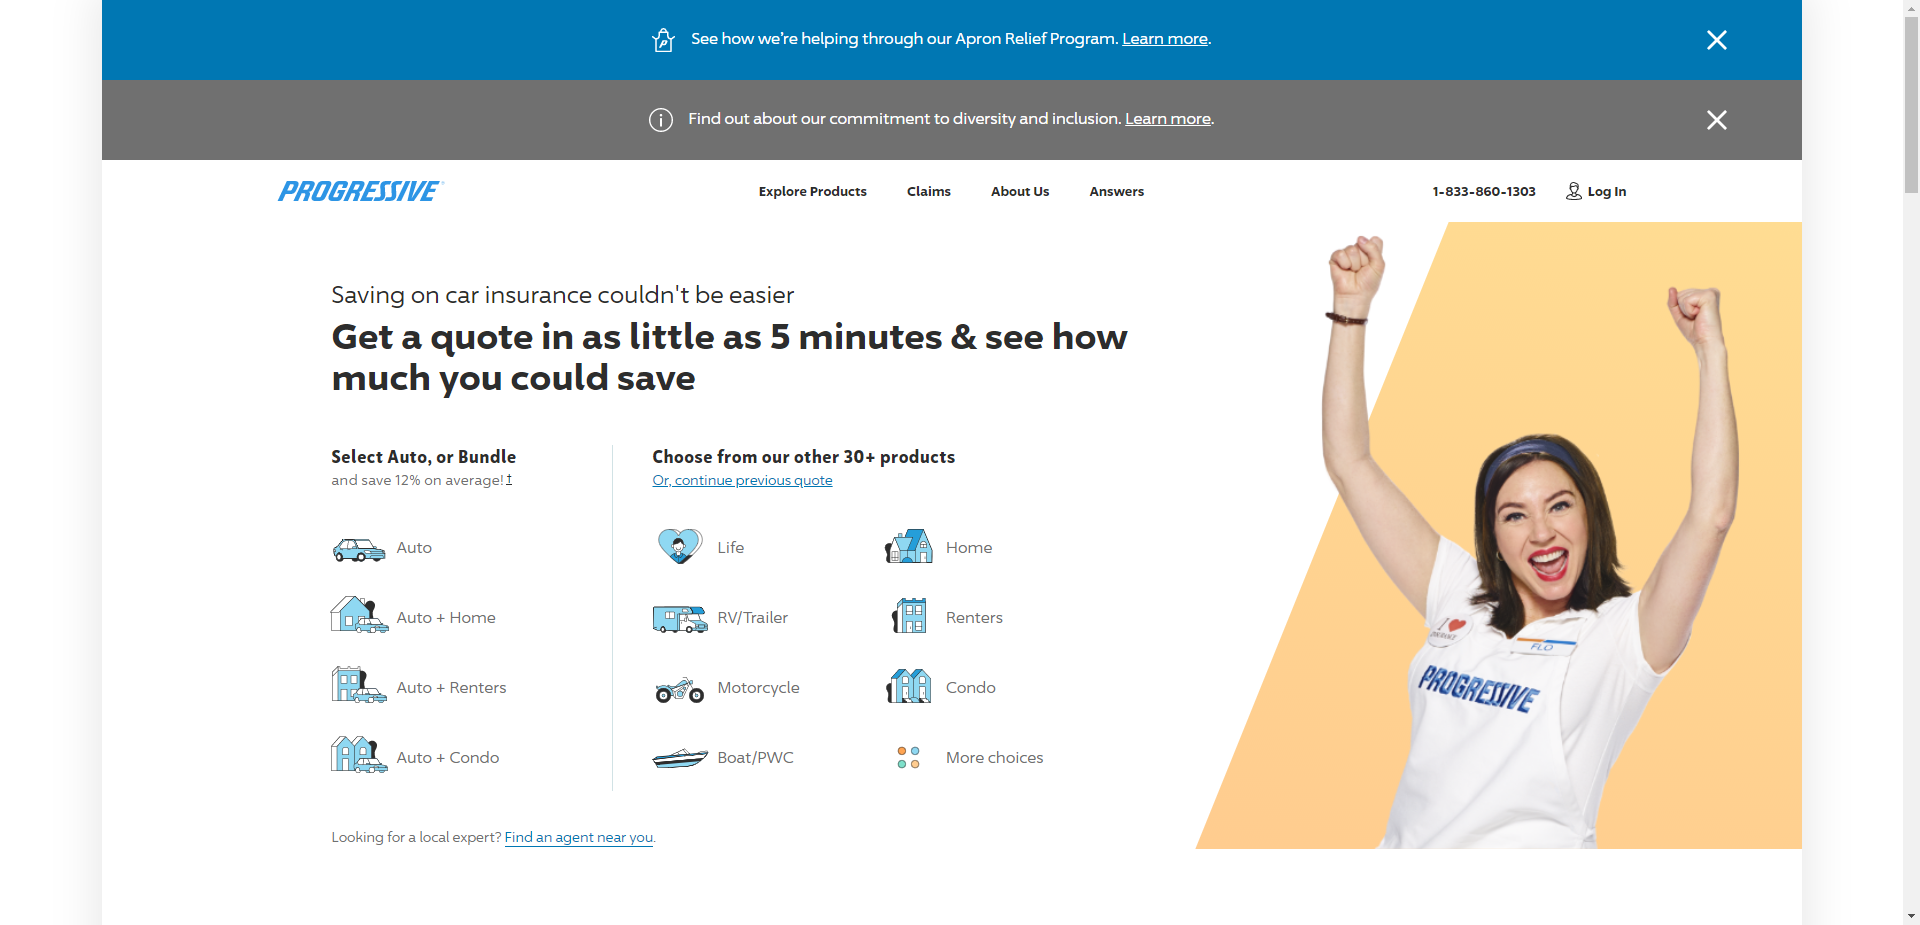 See how we're helping through our Apron Relief Program. Learn more.
Find out about our commitment to diversity and inclusion. Learn more.
PROGRESSIVE
Explore Products
Claims
About Us
Answers
1-833-860-1303
Log In
Saving on car insurance couldn't be easier
Get a quote in as little as 5 minutes & see how
much you could save
Select Auto, or Bundle
and save 12% on average!†
Auto
Auto + Home
Auto + Renters
Auto + Condo
Choose from our other 30+ products
Or, continue previous quote
Life
Home
RV/Trailer
Renters
Motorcycle
Condo
Boat/PWC
More choices
Looking for a local expert? Find an agent near you.
I
INSURANCE
FLO
PROGRESSIVE